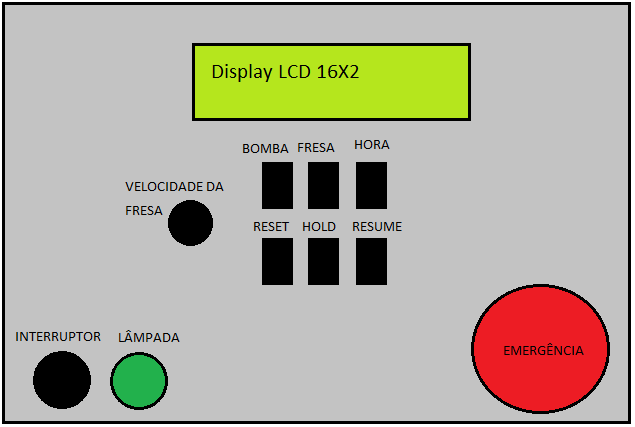 Display LCD 16X2
BOMBA
FRESA
HORA
VELOCIDADE DA
FRESA
RESET
HOLD
RESUME
INTERRUPTOR
LÂMPADA
EMERGÊNCIA